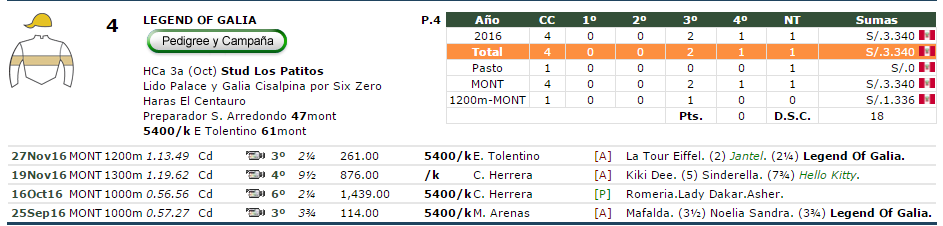 4
LEGEND OF GALIA
P.4
Pedigree y Campaña
HCa 3a (Oct) Stud Los Patitos
Lido Palace y Galia Cisalpina por Six Zero
Haras El Centauro
Preparador S. Arredondo 47mont
5400/k E Tolentino 61mont
Año CC 1º 2º 3º 4º NT Sumas
2016 4 0 0 2 1 1 S/.3.340
Total 4 0 0 2 1 1 S/.3.340
Pasto 1 0 0 0 0 1 S/.0
MONT 4 0 0 2 1 1 S/.3.340
1200m-MONT 1 0 0 1 0 0 S/.1.336
Pts. 0 D.S.C. 18
27Nov16 MONT 1200m 1.13.49 Cd 3º 2¼ 261.00 5400/k E. Tolentino [A] La Tour Eiffel. (2) Jantel. (2¼) Legend Of Galia.
19Nov16 MONT 1300m 1.19.62 Cd 4º 9½ 876.00 /k C. Herrera [A] Kiki Dee. (5) Sinderella. (7¾) Hello Kitty.
16Oct16 MONT 1000m 0.56.56 Cd 6º 2¼ 1,439.00 5400/k C. Herrera [P] Romeria.Lady Dakar.Asher.
25Sep16 MONT 1000m 0.57.27 Cd 3º 3¾ 114.00 5400/k M. Arenas [A] Mafalda. (3½) Noelia Sandra. (3¾) Legend Of Galia.